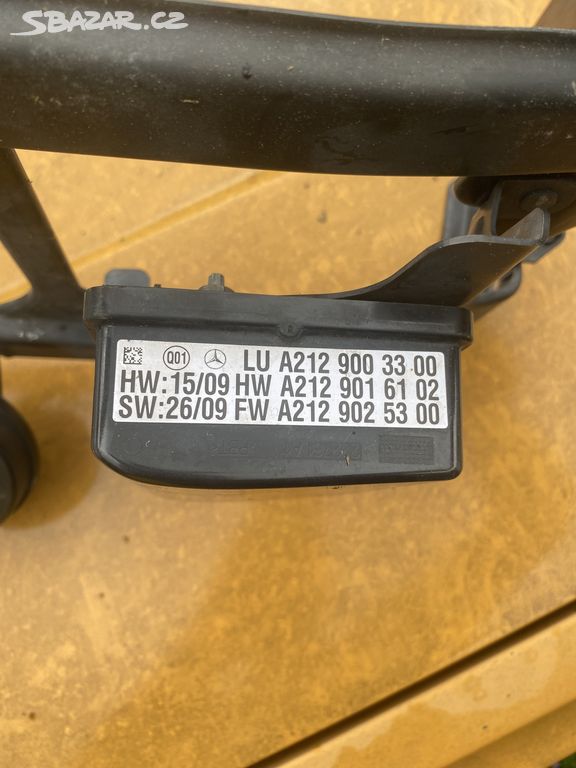 SBAZAR.CZ
Q01 LU A212 900 33 00
HW:15/09 HW A212 901 61 02
SW:26/09 FW A212 902 53 00